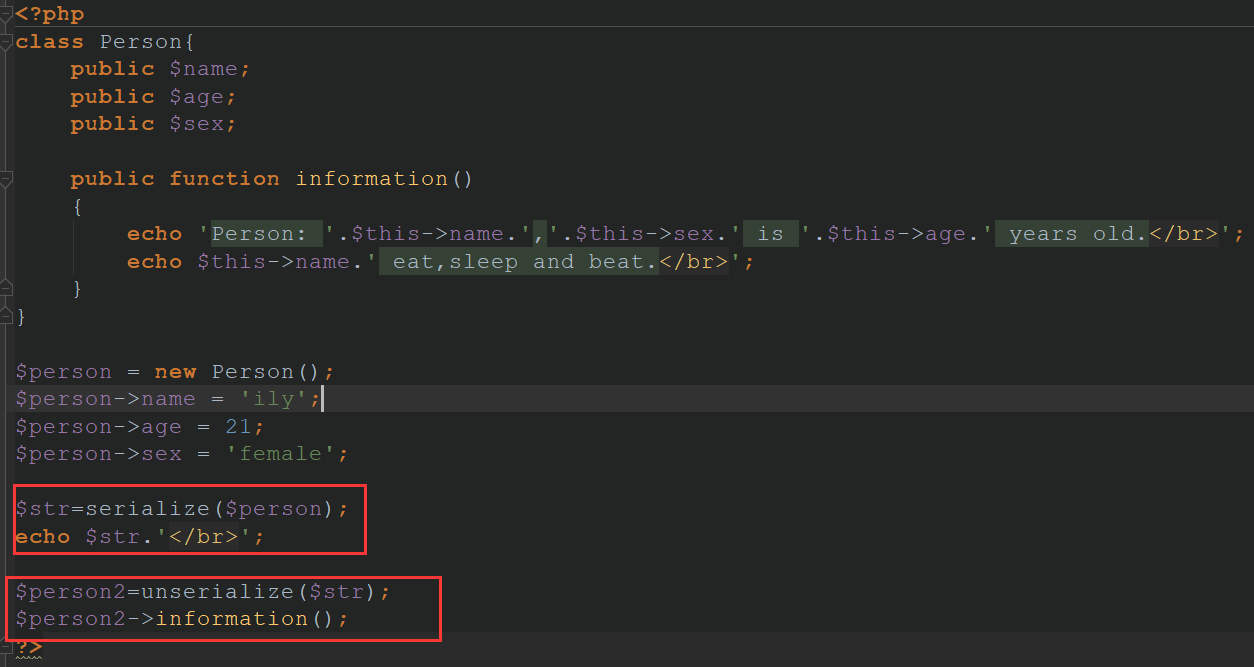 <?php
class Person{
    public $name;
    public $age;
    public $sex;

    public function information()
    {
        echo 'Person: '.$this->name.','.$this->sex.' is '.$this->age.' years old.</br>';
        echo $this->name.' eat,sleep and beat.</br>';
    }
}

$person = new Person();
$person->name = 'ily';
$person->age = 21;
$person->sex = 'female';

$str=serialize($person);
echo $str.'</br>';

$person2=unserialize($str);
$person2->information();
?>